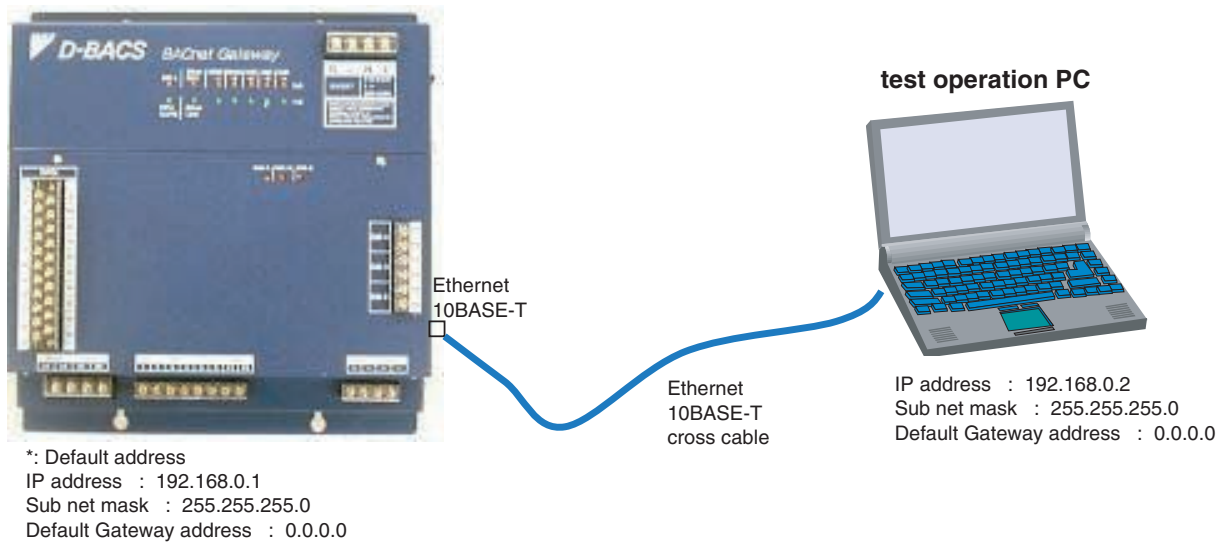 D-BACS BACnet Gateway
test operation PC
Ethernet
10BASE-T
Ethernet
10BASE-T
cross cable
IP address : 192.168.0.2
Sub net mask : 255.255.255.0
Default Gateway address : 0.0.0.0
*: Default address
IP address : 192.168.0.1
Sub net mask : 255.255.255.0
Default Gateway address : 0.0.0.0